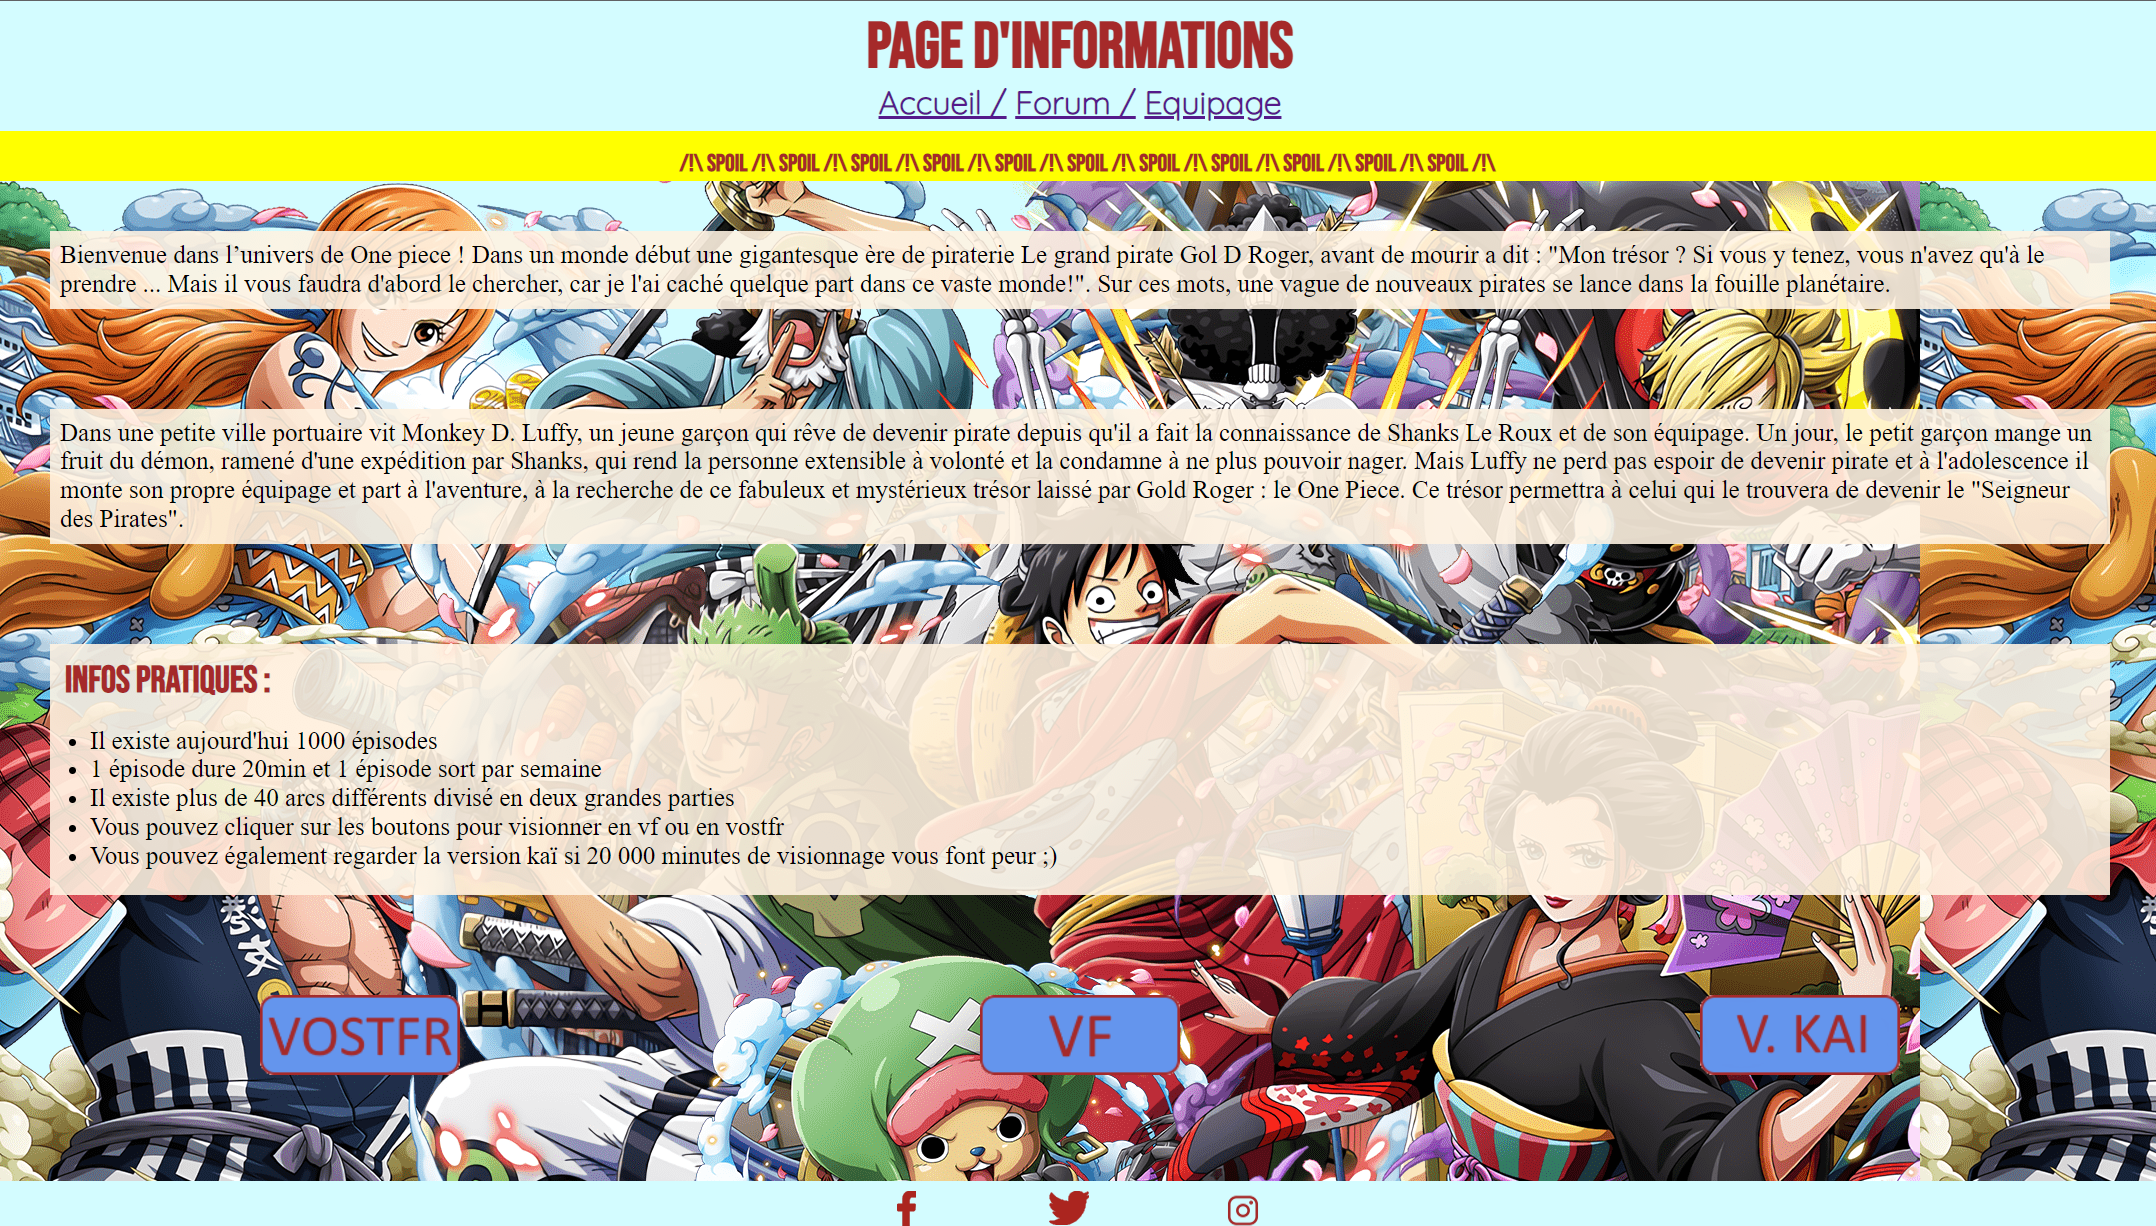 PAGE D'INFORMATIONS
Accueil / Forum / Equipage
/!\ SPOIL /!\ SPOIL /!\ SPOIL /!\ SPOIL /!\ SPOIL /!\ SPOIL /!\ SPOIL /!\ SPOIL /!\ SPOIL /!\ SPOIL /!\ SPOIL /!\
Bienvenue dans l’univers de One piece ! Dans un monde début une gigantesque ère de piraterie Le grand pirate Gol D Roger, avant de mourir a dit : "Mon trésor ? Si vous y tenez, vous n'avez qu'à le
prendre ... Mais il vous faudra d'abord le chercher, car je l'ai caché quelque part dans ce vaste monde!". Sur ces mots, une vague de nouveaux pirates se lance dans la fouille planétaire.
Dans une petite ville portuaire vit Monkey D. Luffy, un jeune garçon qui rêve de devenir pirate depuis qu'il a fait la connaissance de Shanks Le Roux et de son équipage. Un jour, le petit garçon mange un
fruit du démon, ramené d'une expédition par Shanks, qui rend la personne extensible à volonté et la condamne à ne plus pouvoir nager. Mais Luffy ne perd pas espoir de devenir pirate et à l'adolescence il
monte son propre équipage et part à l'aventure, à la recherche de ce fabuleux et mystérieux trésor laissé par Gold Roger : le One Piece. Ce trésor permettra à celui qui le trouvera de devenir le "Seigneur
des Pirates".
INFOS PRATIQUES :
• Il existe aujourd'hui 1000 épisodes
• 1 épisode dure 20min et 1 épisode sort par semaine
• Il existe plus de 40 arcs différents divisé en deux grandes parties
• Vous pouvez cliquer sur les boutons pour visionner en vf ou en vostfr
• Vous pouvez également regarder la version kaï si 20 000 minutes de visionnage vous font peur ;)
VOSTFR
VF
V. KAI